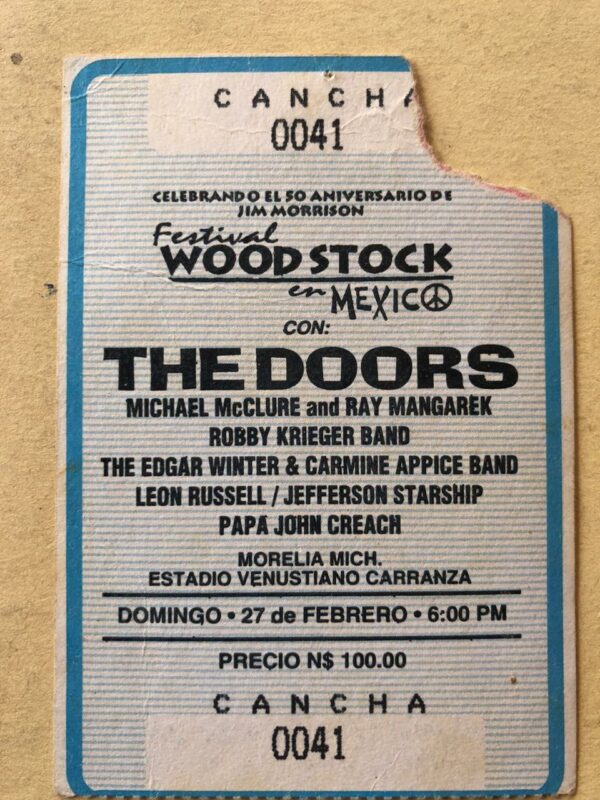 CANCHA
0041
CELEBRANDO EL 50 ANIVERSARIO DE
JIM MORRISON
Festival
WOODSTOCK
en MEXICO
CON:
THE DOORS
MICHAEL McCLURE and RAY MANGAREK
ROBBY KRIEGER BAND
THE EDGAR WINTER & CARMINE APPICE BAND
LEON RUSSELL / JEFFERSON STARSHIP
PAPA JOHN CREACH
MORELIA MICH.
ESTADIO VENUSTIANO CARRANZA
DOMINGO • 27 de FEBRERO • 6:00 PM
PRECIO N$ 100.00
CANCHA
0041